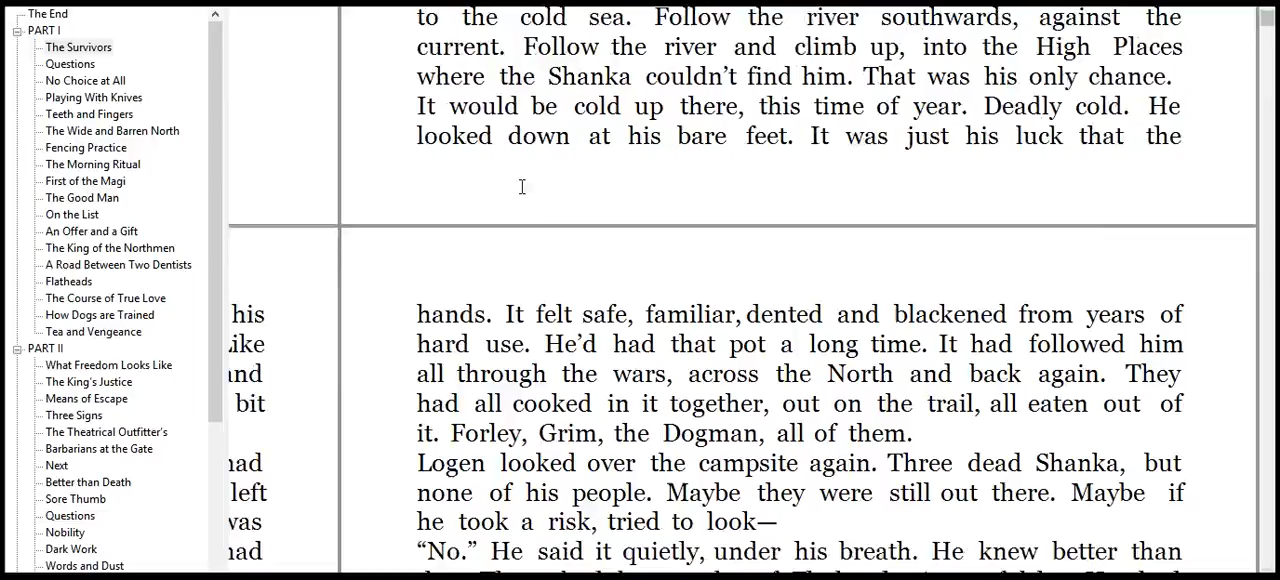 The End
PART I
The Survivors
Questions
No Choice at All
Playing With Knives
Teeth and Fingers
The Wide and Barren North
Fencing Practice
The Morning Ritual
First of the Magi
The Good Man
On the List
An Offer and a Gift
The King of the Northmen
A Road Between Two Dentists
Flatheads
The Course of True Love
How Dogs are Trained
Tea and Vengeance
PART II
What Freedom Looks Like
The King's Justice
Means of Escape
Three Signs
The Theatrical Outfitter's
Barbarians at the Gate
Next
Better than Death
Sore Thumb
Questions
Nobility
Dark Work
Words and Dust
his
and
bit
left
to the cold sea. Follow the river southwards, against the
current. Follow the river and climb up, into the High Places
where the Shanka couldn't find him. That was his only chance.
It would be cold up there, this time of year. Deadly cold. He
looked down at his bare feet. It was just his luck that the
hands. It felt safe, familiar, dented and blackened from years of
hard use. He'd had that pot a long time. It had followed him
all through the wars, across the North and back again. They
had all cooked in it together, out on the trail, all eaten out of
it. Forley, Grim, the Dogman, all of them.
Logen looked over the campsite again. Three dead Shanka, but
none of his people. Maybe they were still out there. Maybe if
he took a risk, tried to look—
“No.” He said it quietly, under his breath. He knew better than